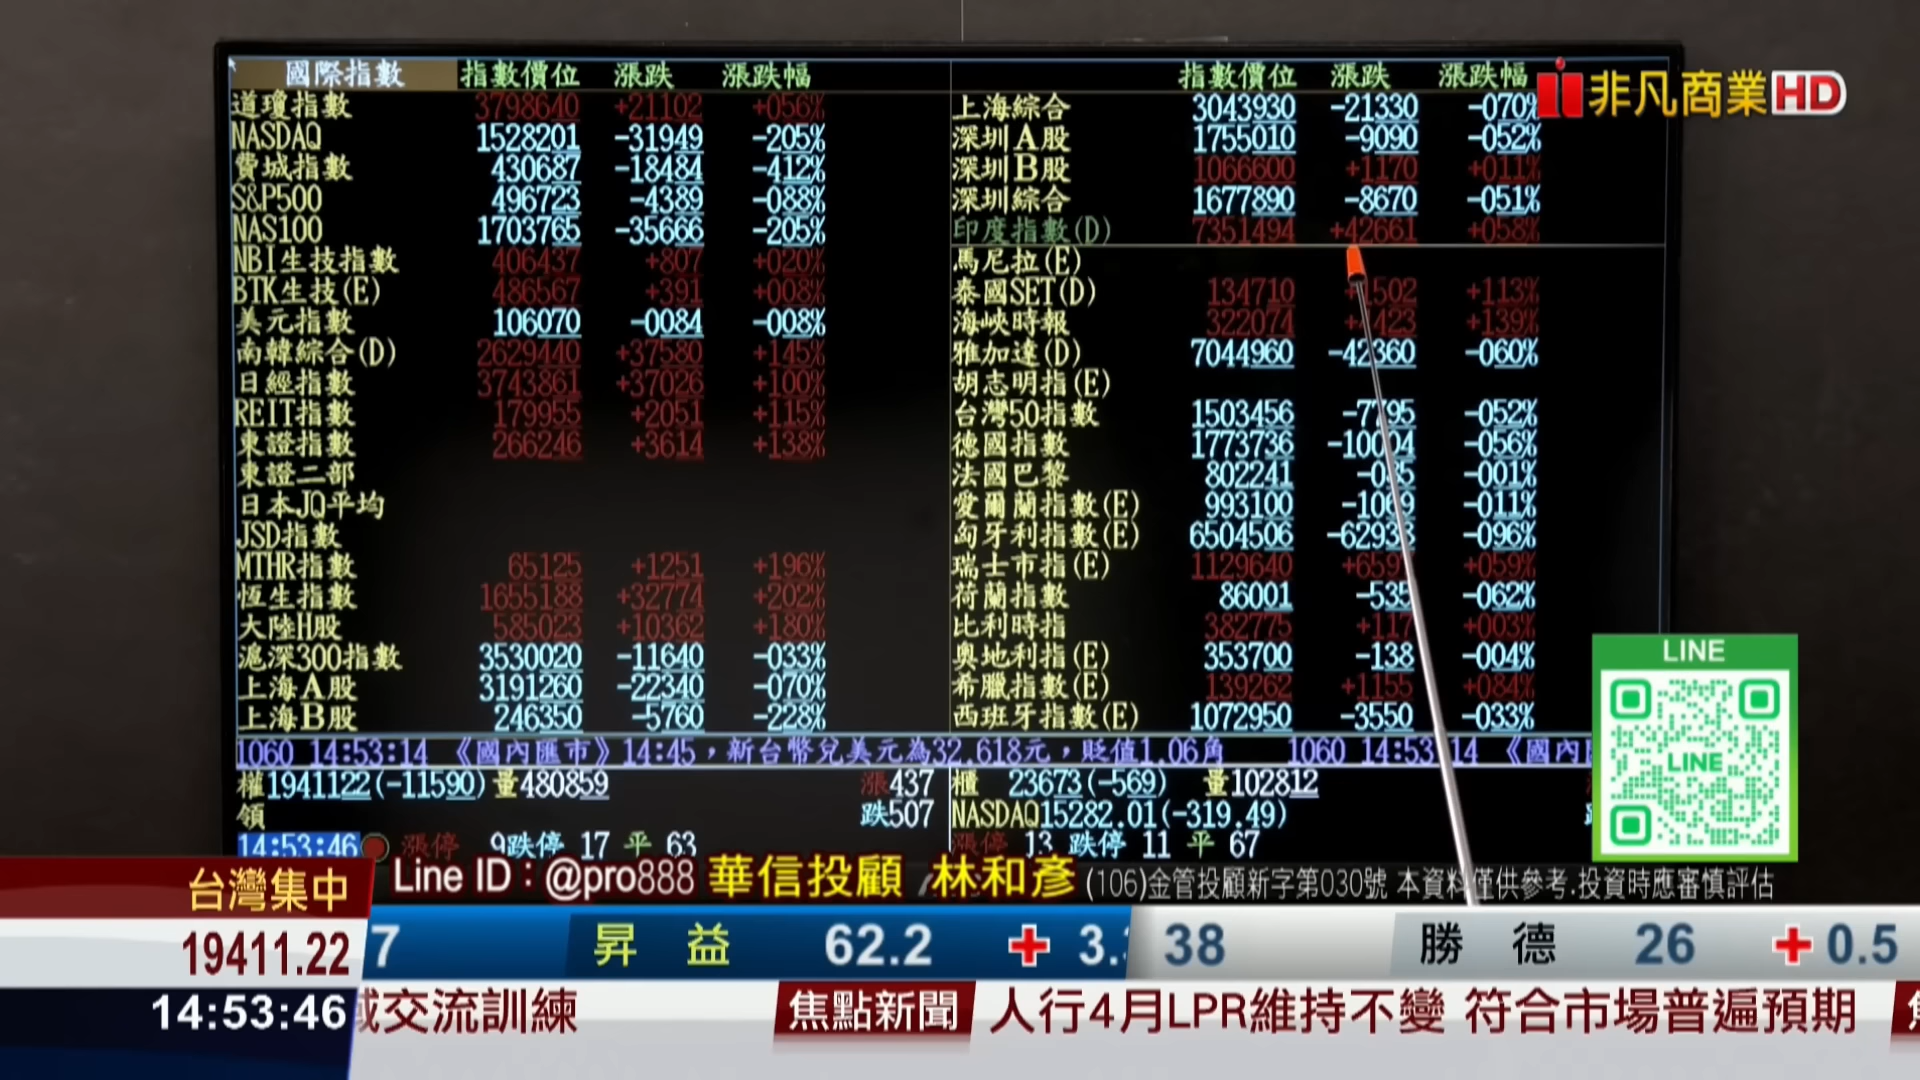 國際指數 指數價位 漲跌 漲跌幅
道瓊指數 3798640 +21102 +056%
NASDAQ 1528201 -31949 -205%
費城指數 430687 -18484 -412%
S&P500 496723 -4389 -088%
NAS100 1703765 -35666 -205%
NBI生技指數 406437 +807 +020%
BTK生技(E) 486567 +391 +008%
美元指數 106070 -0084 -008%
南韓綜合(D) 2629440 +37580 +145%
日經指數 3743861 +37026 +100%
REIT指數 179955 +2051 +115%
東證指數 266246 +3614 +138%
東證二部
日本JQ平均
JSD指數
MTHR指數 65125 +1251 +196%
恆生指數 1655188 +32774 +202%
大陸H股 585023 +10362 +180%
滬深300指數 3530020 -11640 -033%
上海A股 3191260 -22340 -070%
上海B股 246350 -5760 -228%
指數價位 漲跌 漲跌幅
上海綜合 3043930 -21330 -070%
深圳A股 1755010 -9090 -052%
深圳B股 1066600 +1170 +011%
深圳綜合 1677890 -8670 -051%
印度指數(D) 7351494 +42661 +058%
馬尼拉(E)
泰國SET(D) 134710 +1502 +113%
海峽時報 322074 +4423 +139%
雅加達(D) 7044960 -42360 -060%
胡志明指(E)
台灣50指數 1503456 -7795 -052%
德國指數 1773736 -10004 -056%
法國巴黎 802241 -001%
愛爾蘭指數(E) 993100 -1069 -011%
匈牙利指數(E) 6504506 -096%
瑞士市指(E) 1129640 +059%
荷蘭指數 86001 -535 -062%
比利時指 382775 +117 +003%
奧地利指(E) 353700 -138 -004%
希臘指數(E) 139262 +1155 +084%
西班牙指數(E) 1072950 -3550 -033%
非凡商業HD
1060 14:53:14 《國內匯市》14:45，新台幣兌美元為32.618元，貶值1.06角 1060 14:53:14 《國內
權1941122(-11590) 量480859 漲437 櫃 23673(-569) 量102812
領 跌507 NASDAQ15282.01(-319.49)
14:53:46 漲停 9跌停 17 平 63 漲停 13 跌停 11 平 67
LINE
LINE
Line ID：@pro888 華信投顧 林和彥 (106)金管投顧新字第030號 本資料僅供參考.投資時應審慎評估
台灣集中
19411.22
14:53:46
7 昇益 62.2 + 3. 38 勝德 26 + 0.5
交流訓練 焦點新聞 人行4月LPR維持不變 符合市場普遍預期